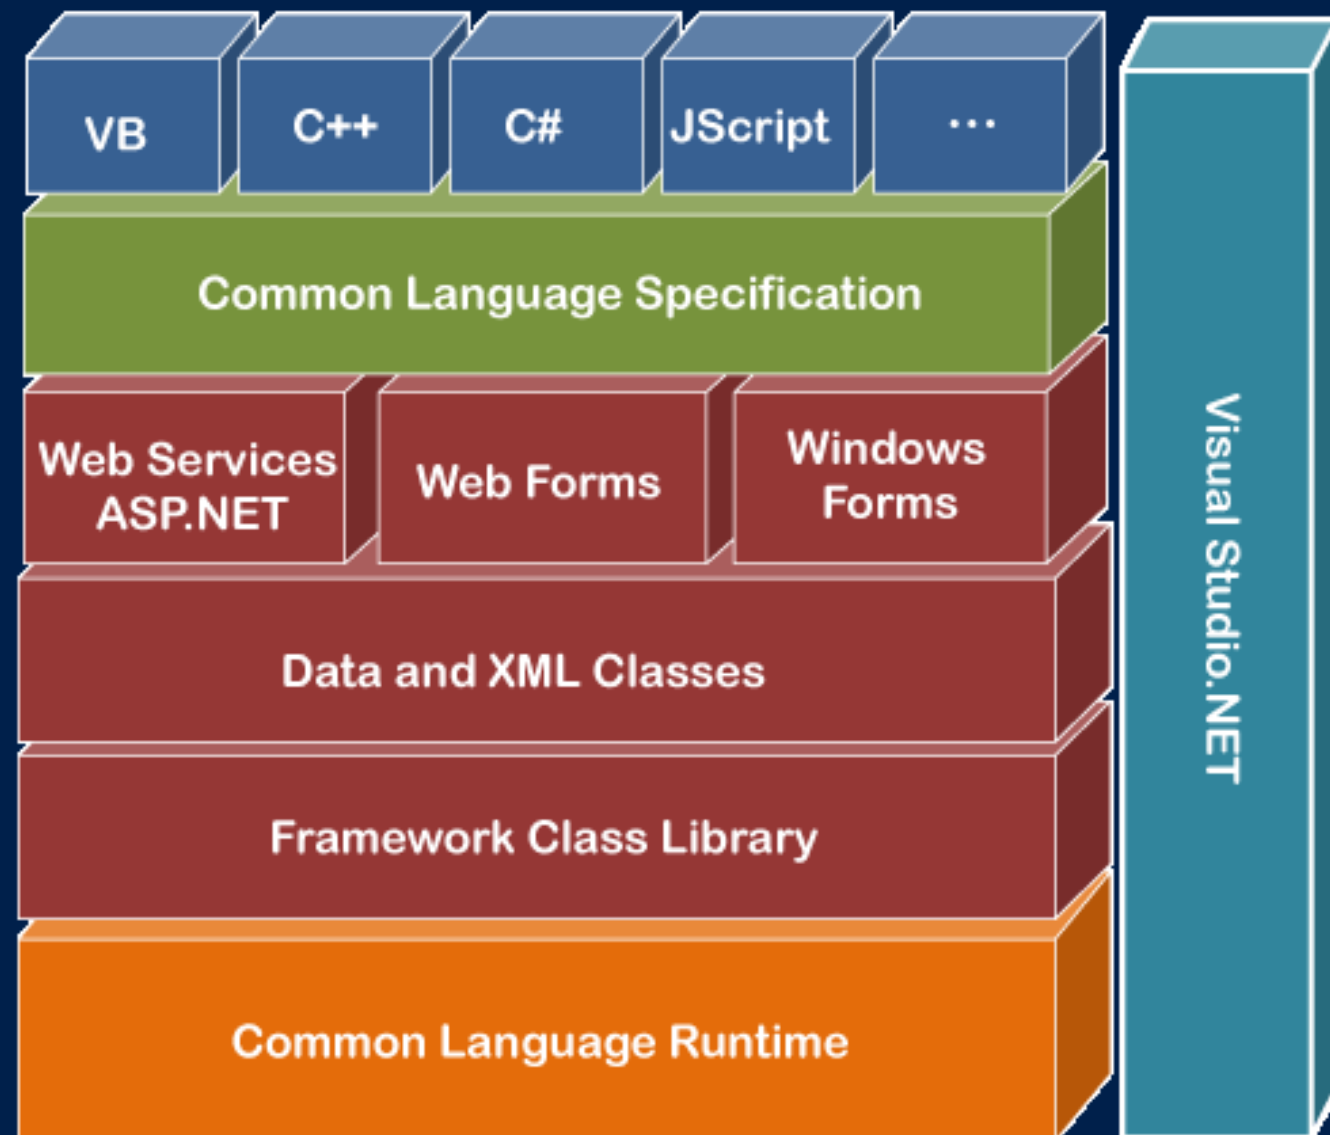 VB
C++
C#
JScript
...
Common Language Specification
Web Services
ASP.NET
Web Forms
Windows
Forms
Data and XML Classes
Framework Class Library
Common Language Runtime
Visual Studio.NET